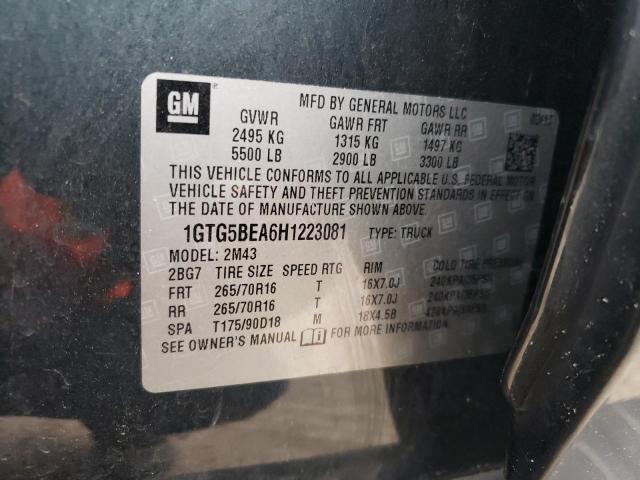 GM
MFD BY GENERAL MOTORS LLC
GVWR GAWR FRT GAWR RR
2495 KG 1315 KG 1497 KG
5500 LB 2900 LB 3300 LB
THIS VEHICLE CONFORMS TO ALL APPLICABLE U.S. FEDERAL MOTOR
VEHICLE SAFETY AND THEFT PREVENTION STANDARDS IN EFFECT ON
THE DATE OF MANUFACTURE SHOWN ABOVE.
1GTG5BEA6H1223081 TYPE: TRUCK
MODEL: 2M43
2BG7 TIRE SIZE SPEED RTG RIM COLD TIRE PRESSURE
FRT 265/70R16 T 16X7.0J
RR 265/70R16 T 16X7.0J
SPA T175/90D18 M 18X4.5B
SEE OWNER'S MANUAL FOR MORE INFORMATION.